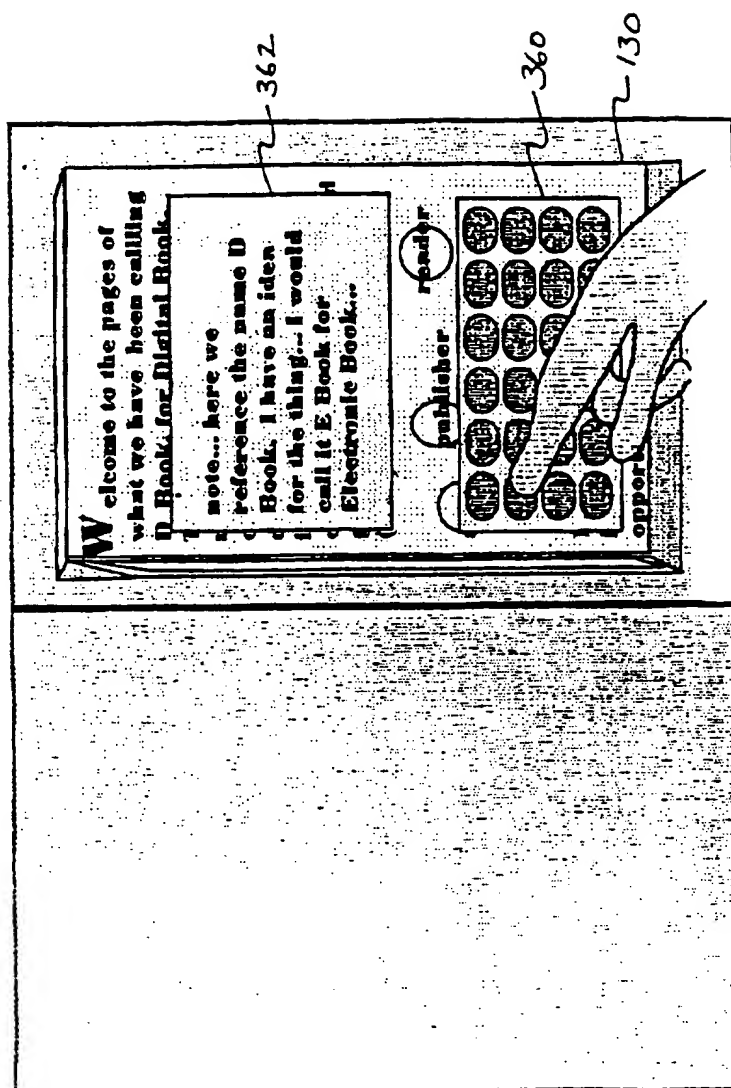 Welcome to the pages of
what we have been calliling
D Book, for Digital Book.
H
note... here we
reference the name D
Book. I have an idea
for the thing... I would
call it E Book for
Electronic Book...
publisher
reader
oppor
362
360
130